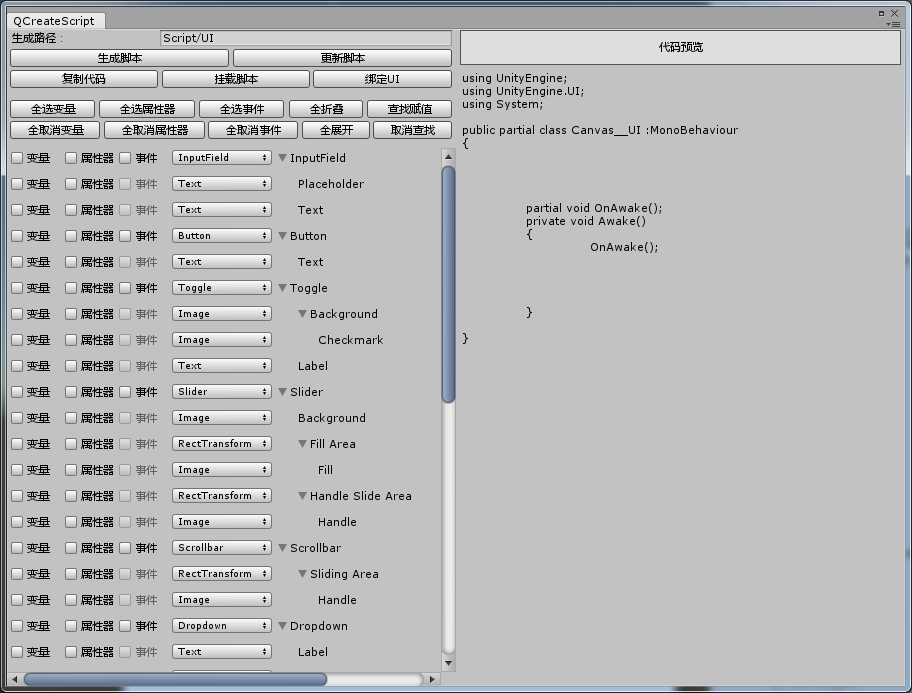 QCreateScript
生成路径： Script/UI
生成脚本 更新脚本
复制代码 挂载脚本 绑定UI
全选变量 全选属性器 全选事件 全折叠 查找赋值
全取消变量 全取消属性器 全取消事件 全展开 取消查找
变量 属性器 事件 InputField InputField
变量 属性器 事件 Text Placeholder
变量 属性器 事件 Text Text
变量 属性器 事件 Button Button
变量 属性器 事件 Text Text
变量 属性器 事件 Toggle Toggle
变量 属性器 事件 Image Background
变量 属性器 事件 Image Checkmark
变量 属性器 事件 Text Label
变量 属性器 事件 Slider Slider
变量 属性器 事件 Image Background
变量 属性器 事件 RectTransform Fill Area
变量 属性器 事件 Image Fill
变量 属性器 事件 RectTransform Handle Slide Area
变量 属性器 事件 Image Handle
变量 属性器 事件 Scrollbar Scrollbar
变量 属性器 事件 RectTransform Sliding Area
变量 属性器 事件 Image Handle
变量 属性器 事件 Dropdown Dropdown
变量 属性器 事件 Text Label
代码预览
using UnityEngine;
using UnityEngine.UI;
using System;
public partial class Canvas__UI :MonoBehaviour
{
partial void OnAwake();
private void Awake()
{
OnAwake();
}
}